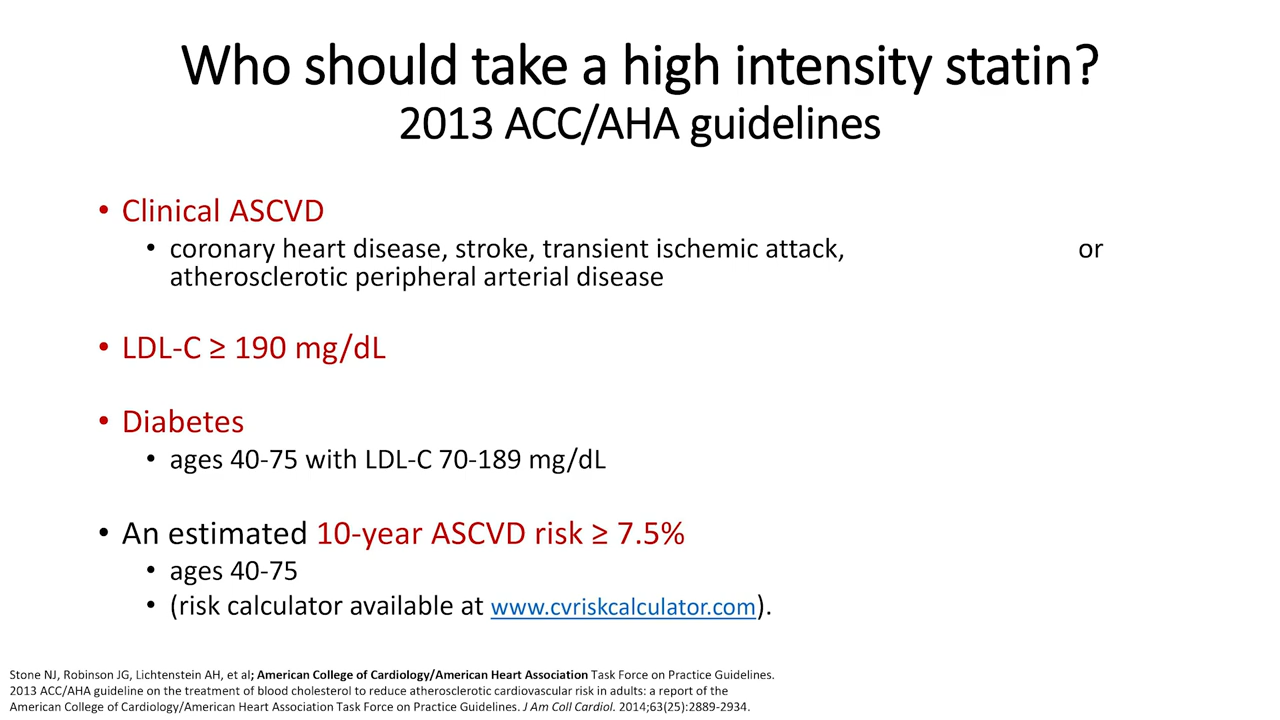 Who should take a high intensity statin?
2013 ACC/AHA guidelines
• Clinical ASCVD
• coronary heart disease, stroke, transient ischemic attack, or
atherosclerotic peripheral arterial disease
• LDL-C ≥ 190 mg/dL
• Diabetes
• ages 40-75 with LDL-C 70-189 mg/dL
• An estimated 10-year ASCVD risk ≥ 7.5%
• ages 40-75
• (risk calculator available at www.cvriskcalculator.com).
Stone NJ, Robinson JG, Lichtenstein AH, et al; American College of Cardiology/American Heart Association Task Force on Practice Guidelines.
2013 ACC/AHA guideline on the treatment of blood cholesterol to reduce atherosclerotic cardiovascular risk in adults: a report of the
American College of Cardiology/American Heart Association Task Force on Practice Guidelines. J Am Coll Cardiol. 2014;63(25):2889-2934.